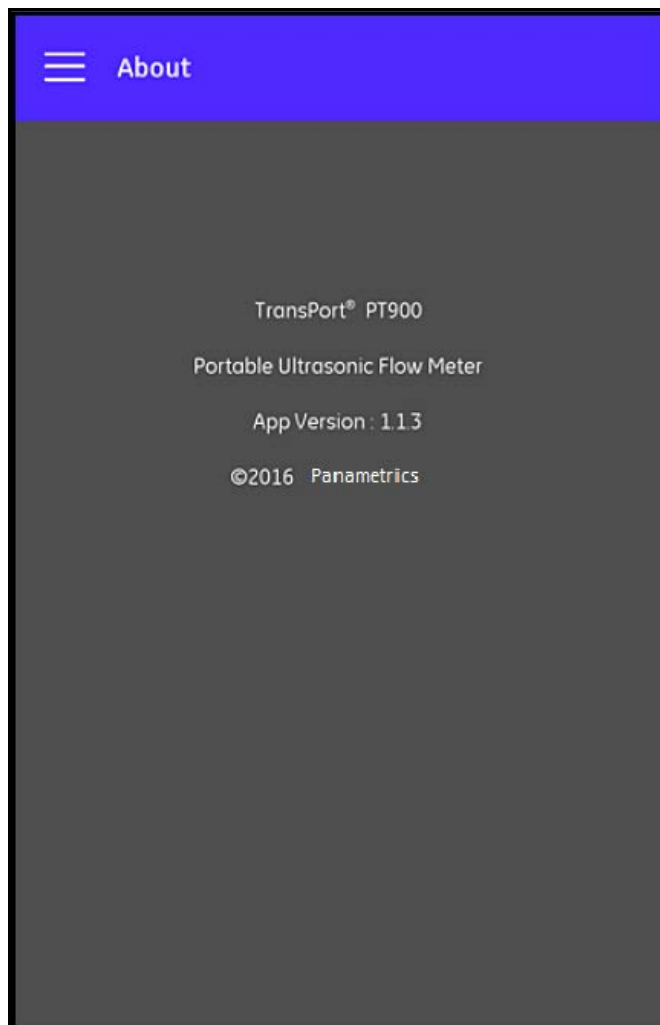 About
TransPort® PT900
Portable Ultrasonic Flow Meter
App Version : 1.1.3
©2016 Panametrics